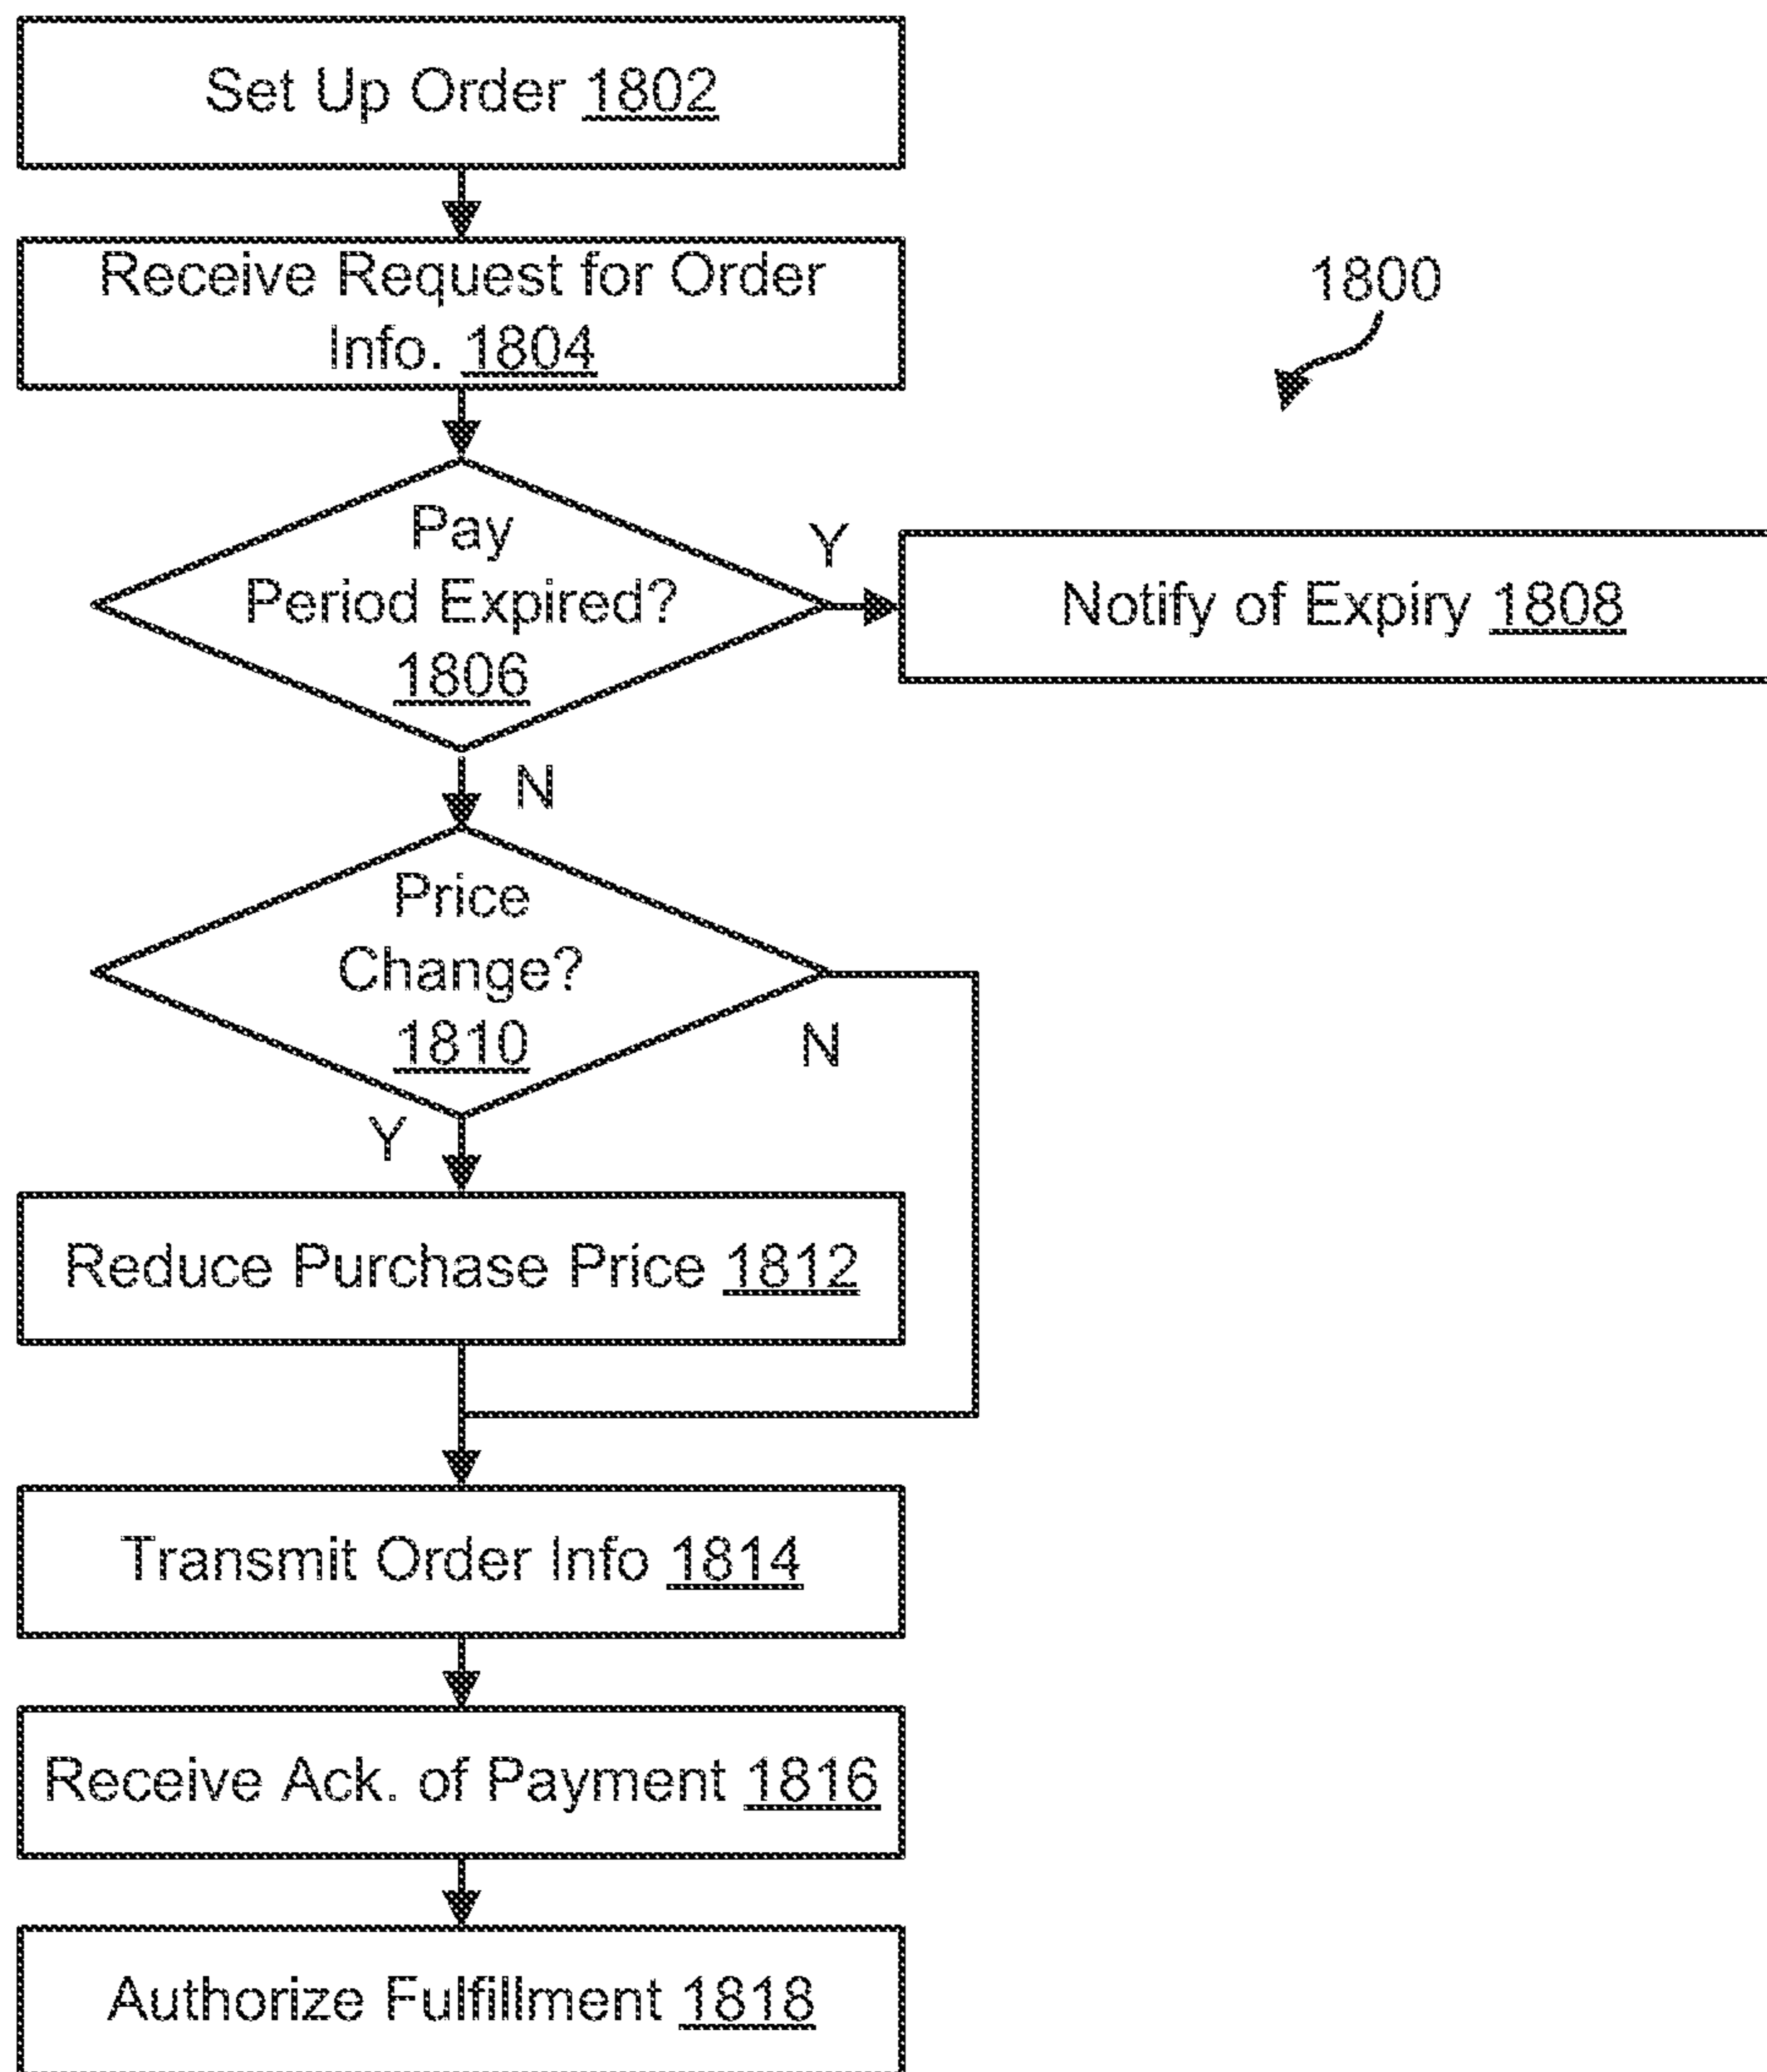 Set Up Order 1802
Receive Request for Order
Info. 1804
1800
Pay
Period Expired?
1806
Y
Notify of Expiry 1808
N
Price
Change?
1810
N
Y
Reduce Purchase Price 1812
Transmit Order Info 1814
Receive Ack. of Payment 1816
Authorize Fulfillment 1818